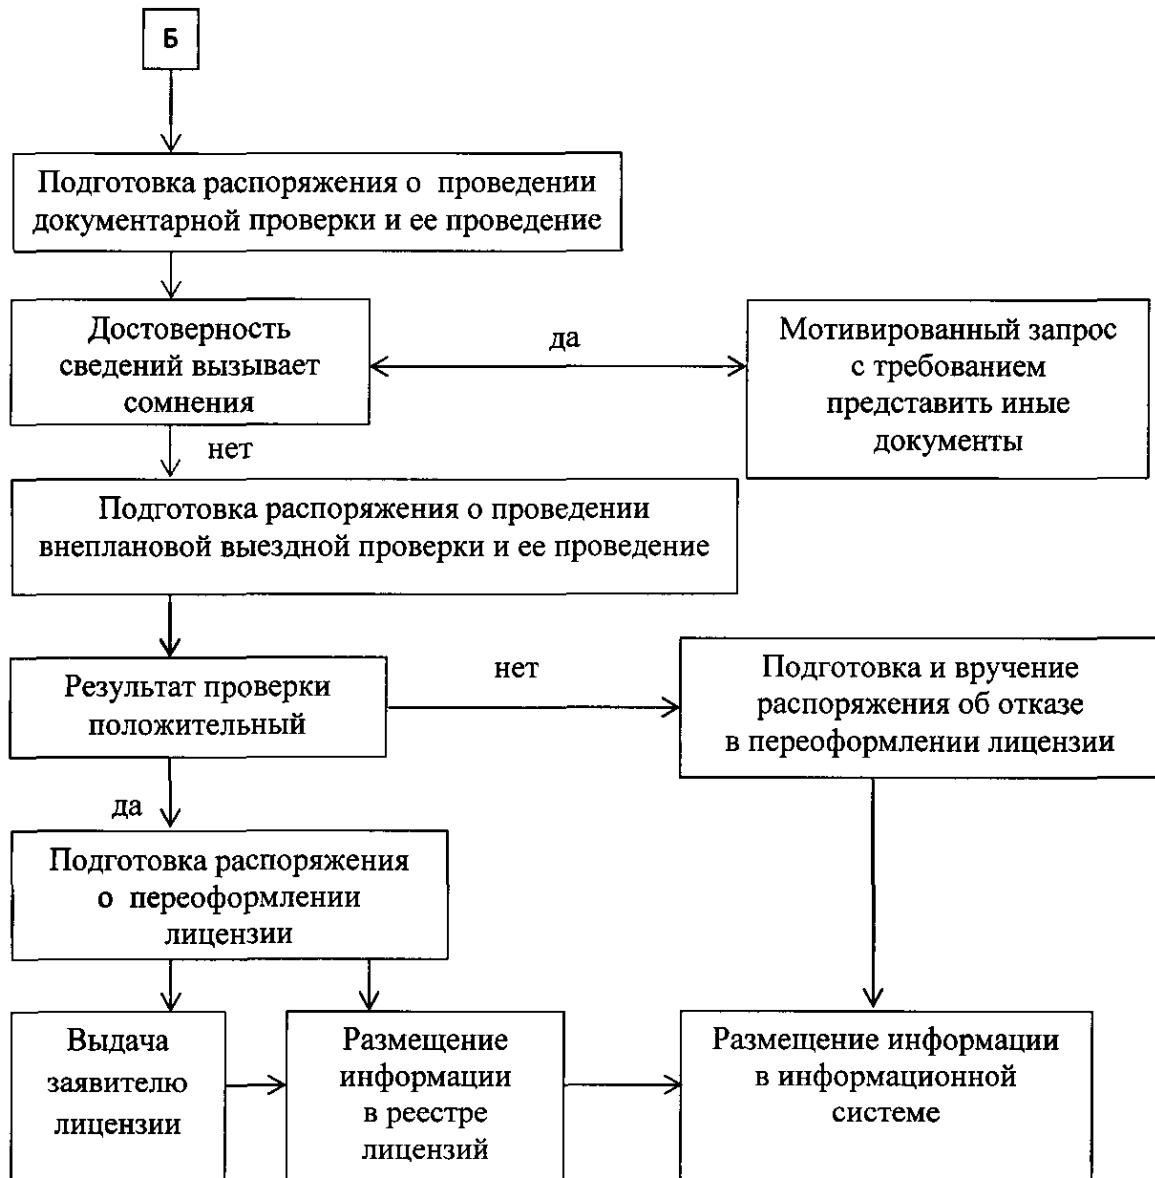 Б
Подготовка распоряжения о проведении
документарной проверки и ее проведение
Достоверность
сведений вызывает
сомнения
да
Мотивированный запрос
с требованием
представить иные
документы
нет
Подготовка распоряжения о проведении
внеплановой выездной проверки и ее проведение
Результат проверки
положительный
нет
Подготовка и вручение
распоряжения об отказе
в переоформлении лицензии
да
Подготовка распоряжения
о переоформлении
лицензии
Выдача
заявителю
лицензии
Размещение
информации
в реестре
лицензий
Размещение информации
в информационной
системе